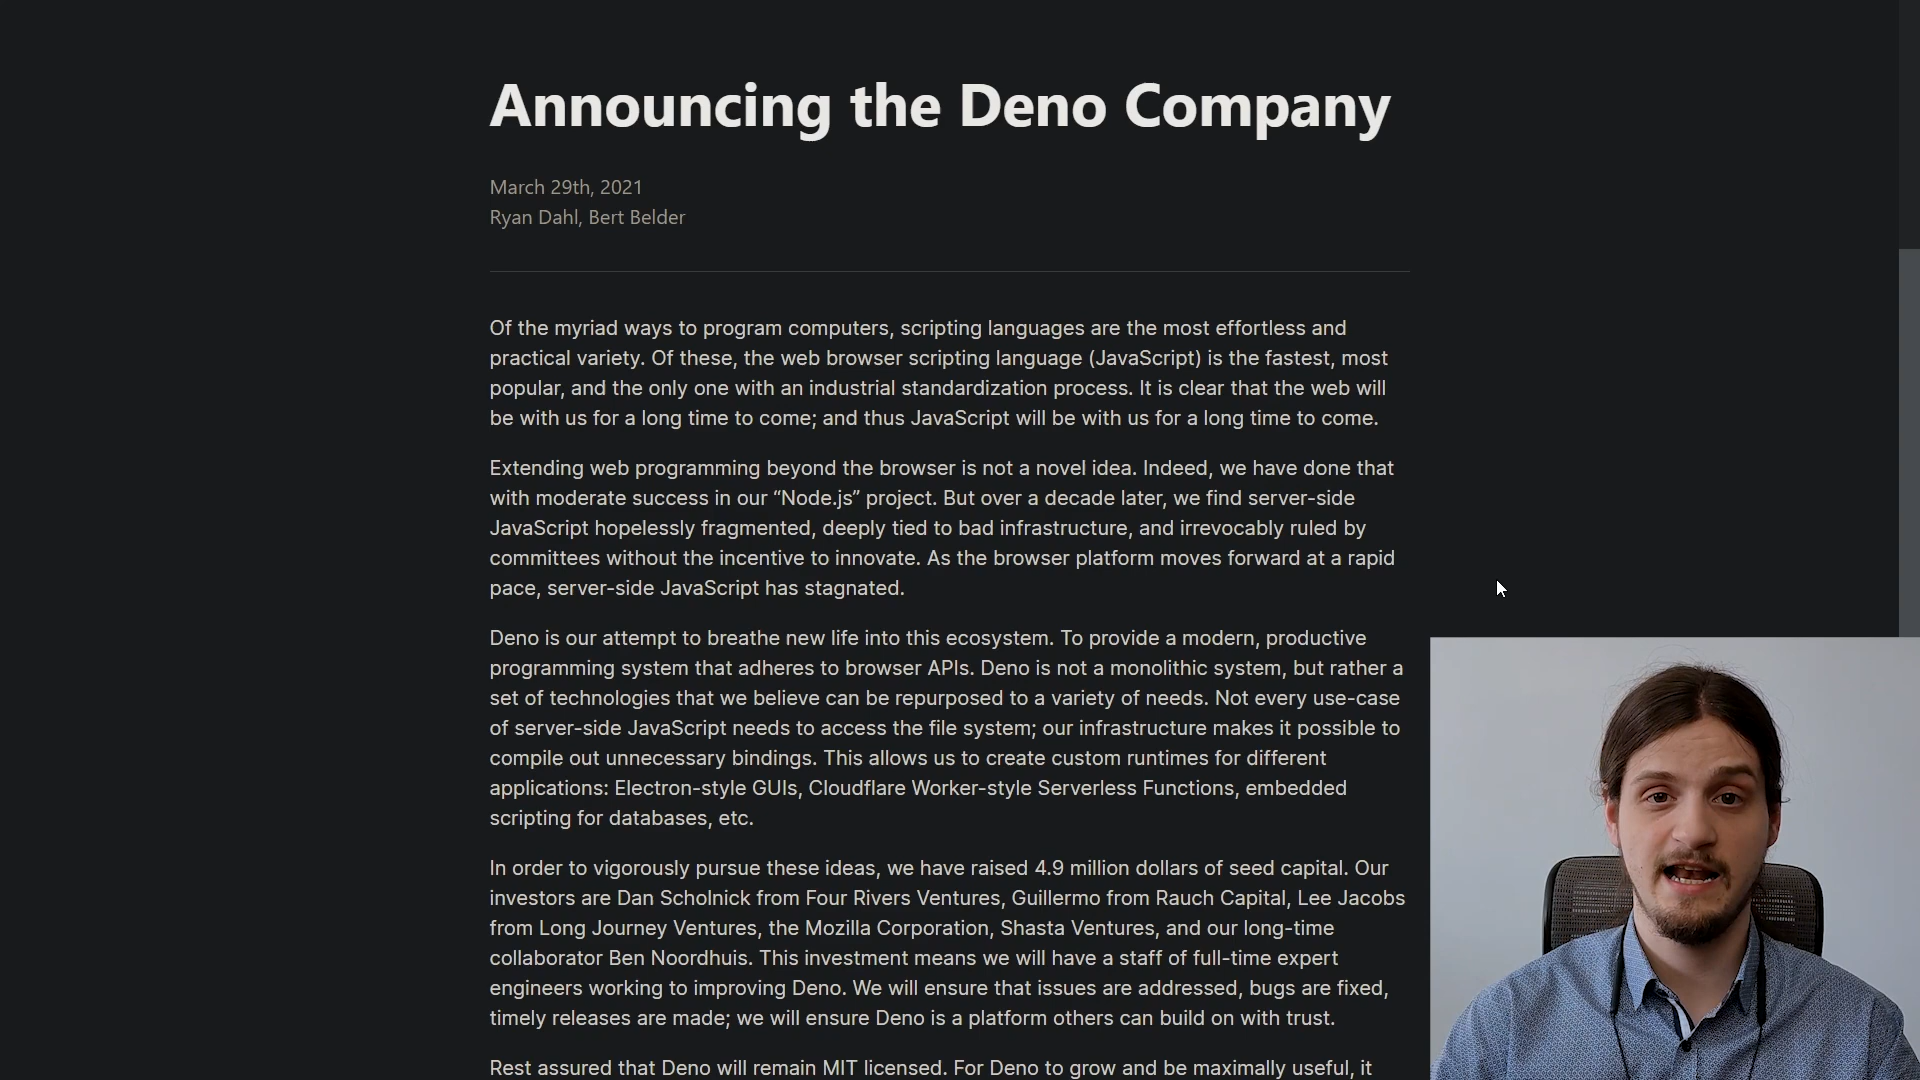 Announcing the Deno Company
March 29th, 2021
Ryan Dahl, Bert Belder
Of the myriad ways to program computers, scripting languages are the most effortless and
practical variety. Of these, the web browser scripting language (JavaScript) is the fastest, most
popular, and the only one with an industrial standardization process. It is clear that the web will
be with us for a long time to come; and thus JavaScript will be with us for a long time to come.
Extending web programming beyond the browser is not a novel idea. Indeed, we have done that
with moderate success in our “Node.js” project. But over a decade later, we find server-side
JavaScript hopelessly fragmented, deeply tied to bad infrastructure, and irrevocably ruled by
committees without the incentive to innovate. As the browser platform moves forward at a rapid
pace, server-side JavaScript has stagnated.
Deno is our attempt to breathe new life into this ecosystem. To provide a modern, productive
programming system that adheres to browser APIs. Deno is not a monolithic system, but rather a
set of technologies that we believe can be repurposed to a variety of needs. Not every use-case
of server-side JavaScript needs to access the file system; our infrastructure makes it possible to
compile out unnecessary bindings. This allows us to create custom runtimes for different
applications: Electron-style GUIs, Cloudflare Worker-style Serverless Functions, embedded
scripting for databases, etc.
In order to vigorously pursue these ideas, we have raised 4.9 million dollars of seed capital. Our
investors are Dan Scholnick from Four Rivers Ventures, Guillermo from Rauch Capital, Lee Jacobs
from Long Journey Ventures, the Mozilla Corporation, Shasta Ventures, and our long-time
collaborator Ben Noordhuis. This investment means we will have a staff of full-time expert
engineers working to improving Deno. We will ensure that issues are addressed, bugs are fixed,
timely releases are made; we will ensure Deno is a platform others can build on with trust.
Rest assured that Deno will remain MIT licensed. For Deno to grow and be maximally useful, it